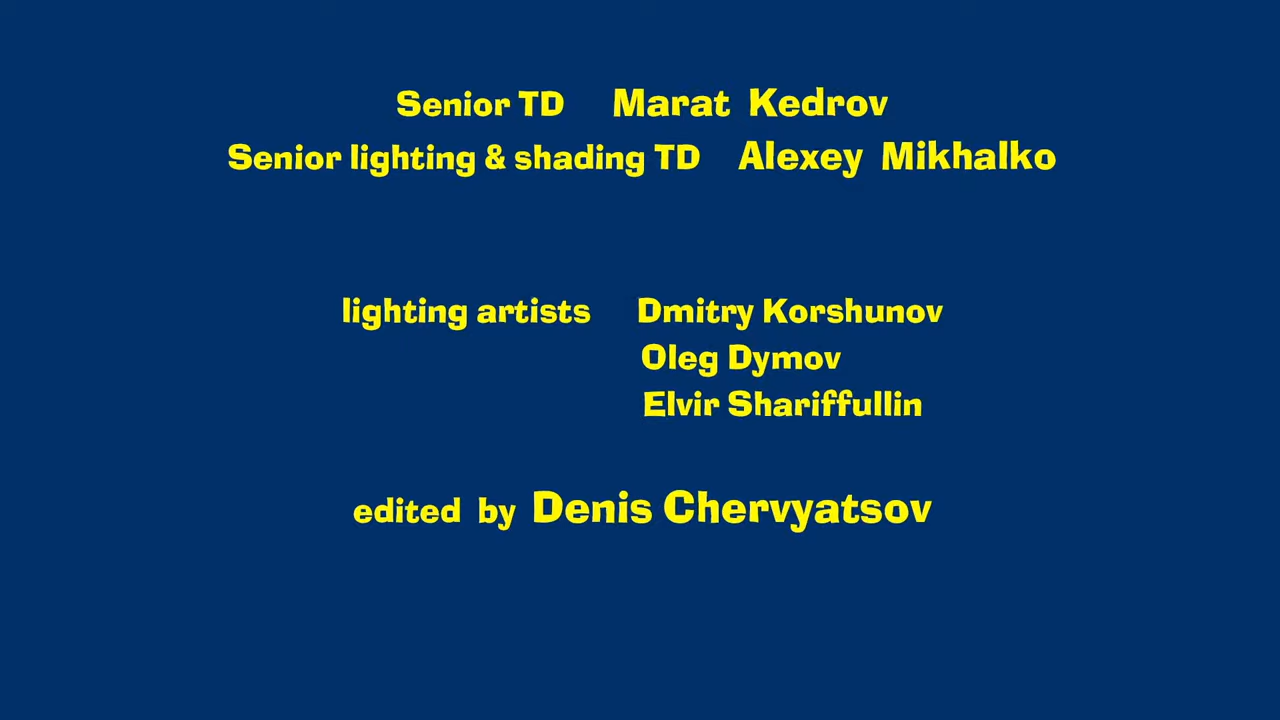 Senior TD Marat Kedrov
Senior lighting & shading TD Alexey Mikhalko
lighting artists Dmitry Korshunov
Oleg Dymov
Elvir Shariffullin
edited by Denis Chervyatsov